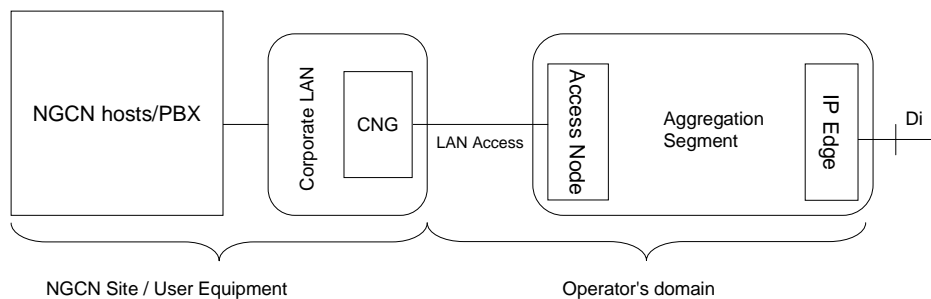 NGCN hosts/PBX
Corporate LAN
CNG
LAN Access
Access Node
Aggregation
Segment
IP Edge
Di
NGCN Site / User Equipment
Operator's domain